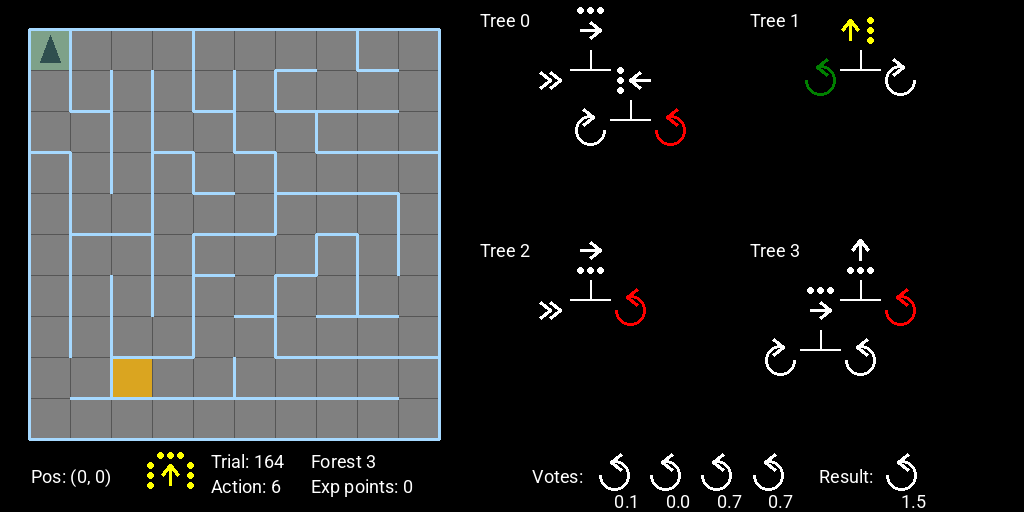 Tree 0
Tree 1
Tree 2
Tree 3
Pos: (0, 0)
Trial: 164
Forest 3
Action: 6
Exp points: 0
Votes:
0.1
0.0
0.7
0.7
Result:
1.5